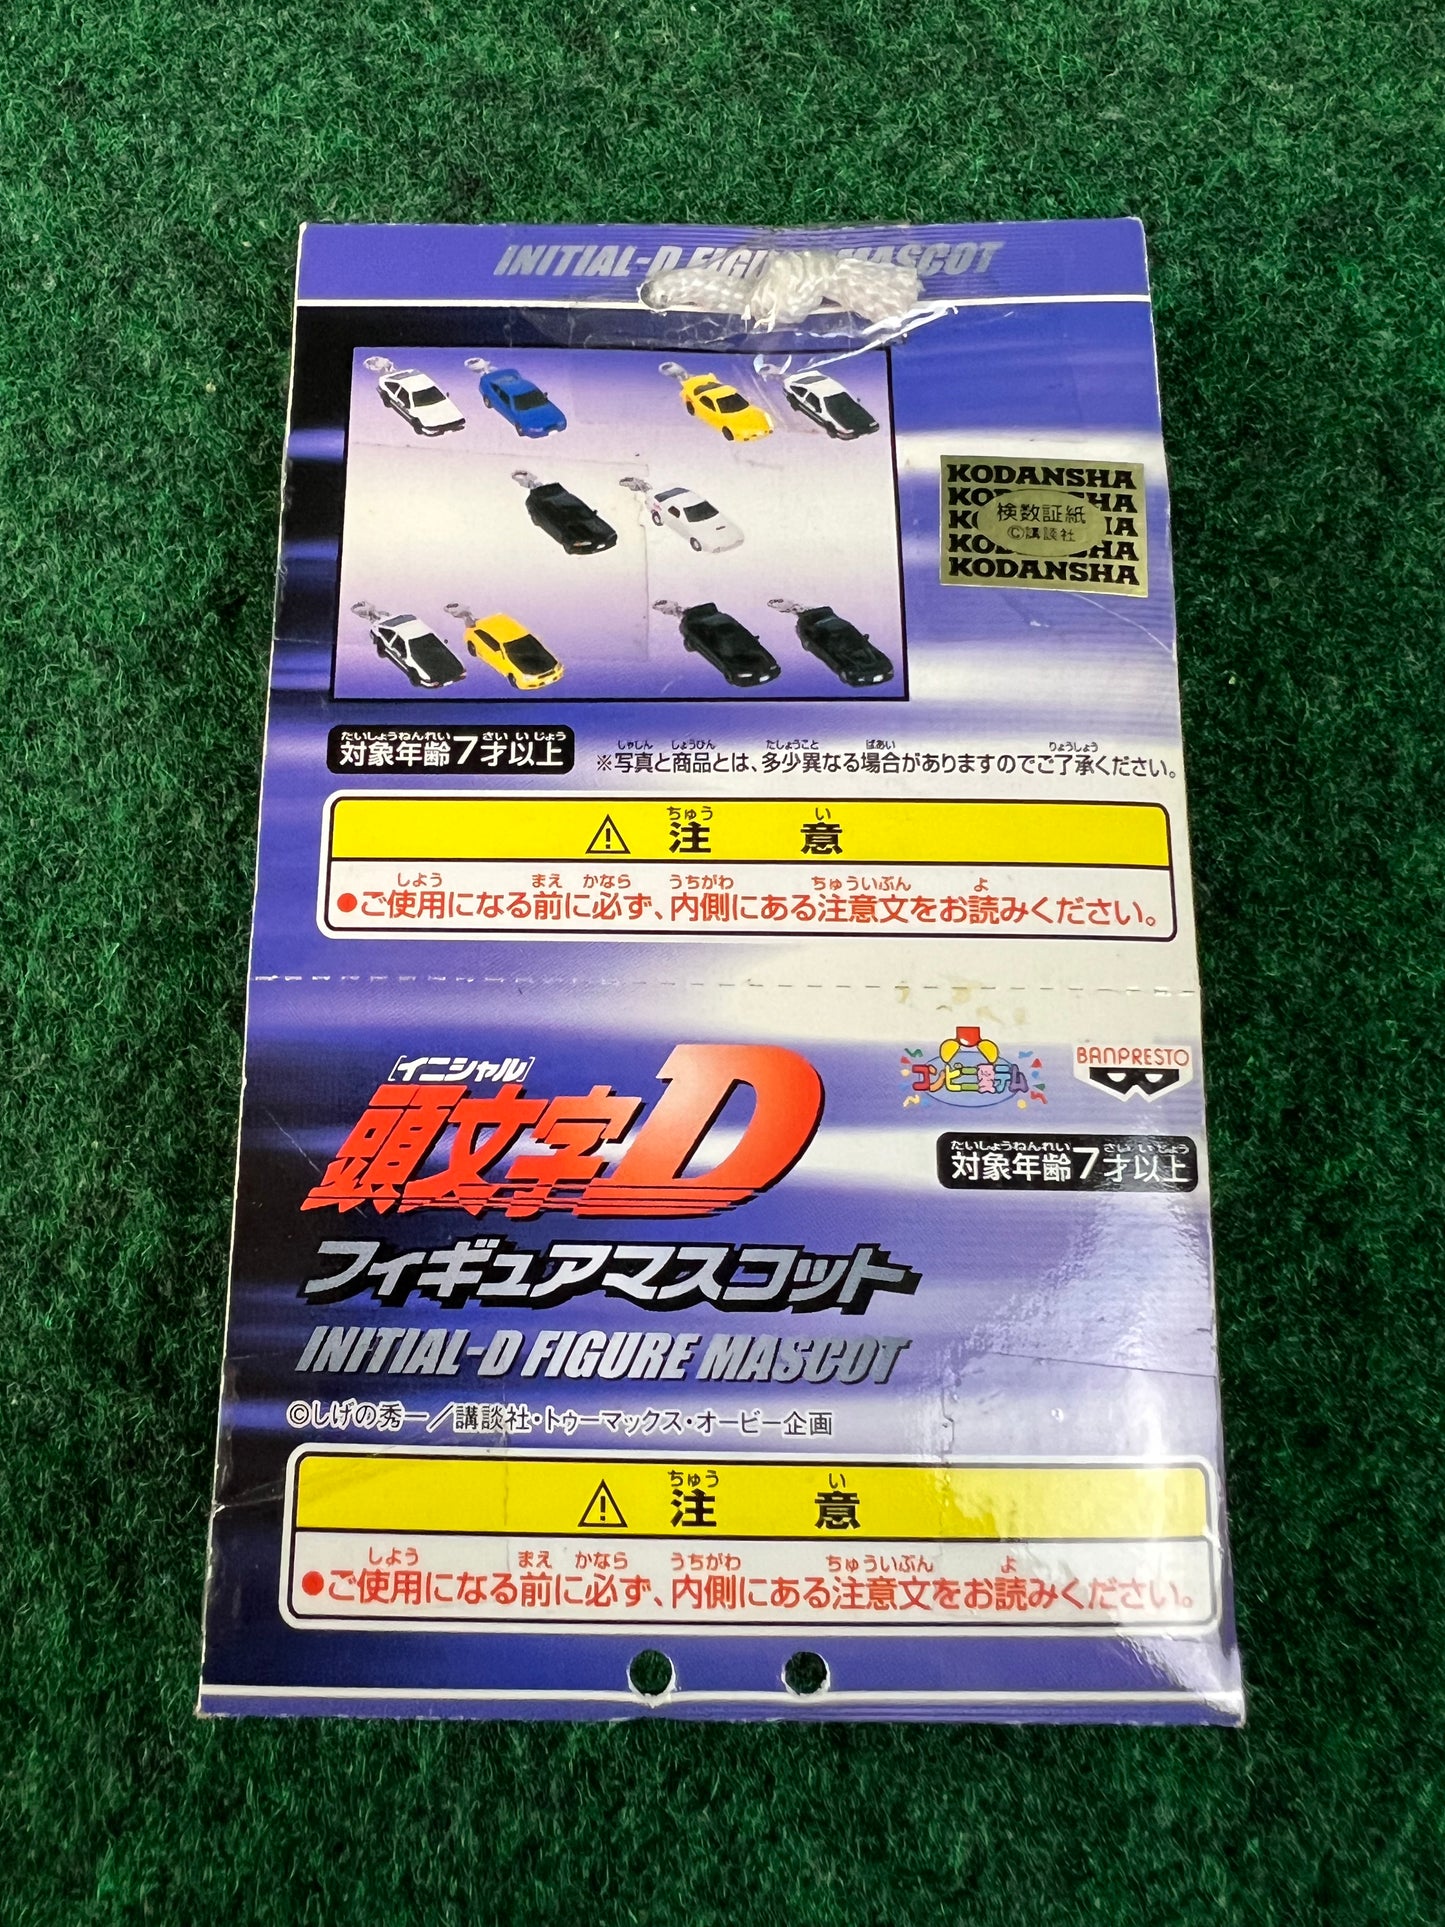 INITIAL-D FIGURE MASCOT
KODANSHA
KODANSHA
検数証紙
©講談社
KODANSHA
KODANSHA
KODANSHA
たいしょうねんれい さい いじょう
対象年齢7才以上
しゃしん しょうひん たしょうこと ばあい りょうしょう
※写真と商品とは、多少異なる場合がありますのでご了承ください。
ちゅう い
注 意
しよう まえ かなら うちがわ ちゅういぶん よ
●ご使用になる前に必ず、内側にある注意文をお読みください。
コンビニ愛テム
BANPRESTO
[イニシャル]
頭文字D
たいしょうねんれい さい いじょう
対象年齢7才以上
フィギュアマスコット
INITIAL-D FIGURE MASCOT
©しげの秀一／講談社・トゥーマックス・オービー企画
ちゅう い
注 意
しよう まえ かなら うちがわ ちゅういぶん よ
●ご使用になる前に必ず、内側にある注意文をお読みください。